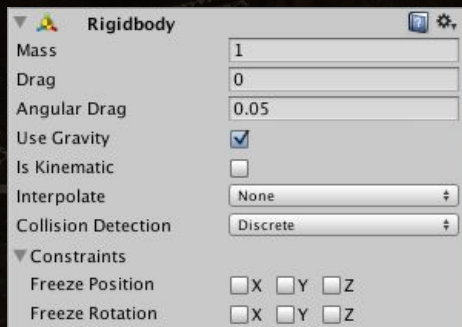 Rigidbody
Mass 1
Drag 0
Angular Drag 0.05
Use Gravity
Is Kinematic
Interpolate None
Collision Detection Discrete
Constraints
Freeze Position X Y Z
Freeze Rotation X Y Z